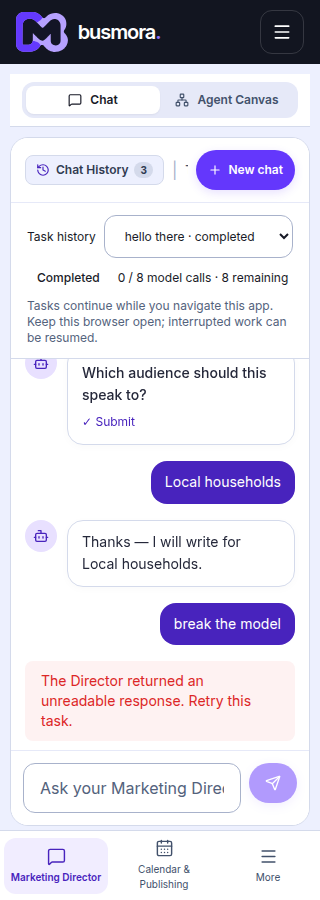 busmora.
Chat
Agent Canvas
Chat History 3
New chat
Task history
hello there · completed
Completed 0 / 8 model calls · 8 remaining
Tasks continue while you navigate this app.
Keep this browser open; interrupted work can
be resumed.
Which audience should this
speak to?
✓ Submit
Local households
Thanks — I will write for
Local households.
break the model
The Director returned an
unreadable response. Retry this
task.
Ask your Marketing Direc
Marketing Director
Calendar &
Publishing
More